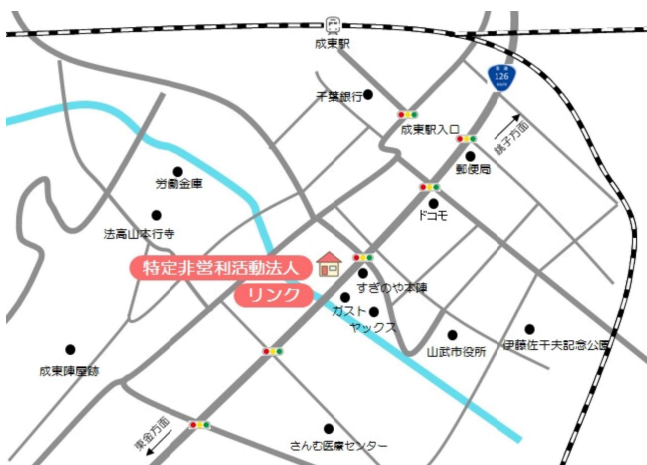 成東駅
千葉銀行
国道
126
成東駅入口
銚子方面
郵便局
労働金庫
ドコモ
法高山本行寺
特定非営利活動法人
リンク
すぎのや本陣
ガスト
ヤックス
山武市役所
伊藤佐千夫記念公園
成東陣屋跡
東金方面
さんむ医療センター